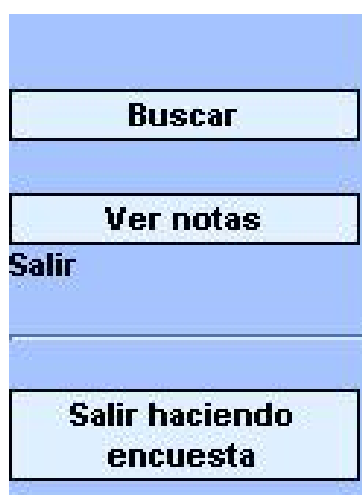 Buscar
Ver notas
Salir
Salir haciendo
encuesta